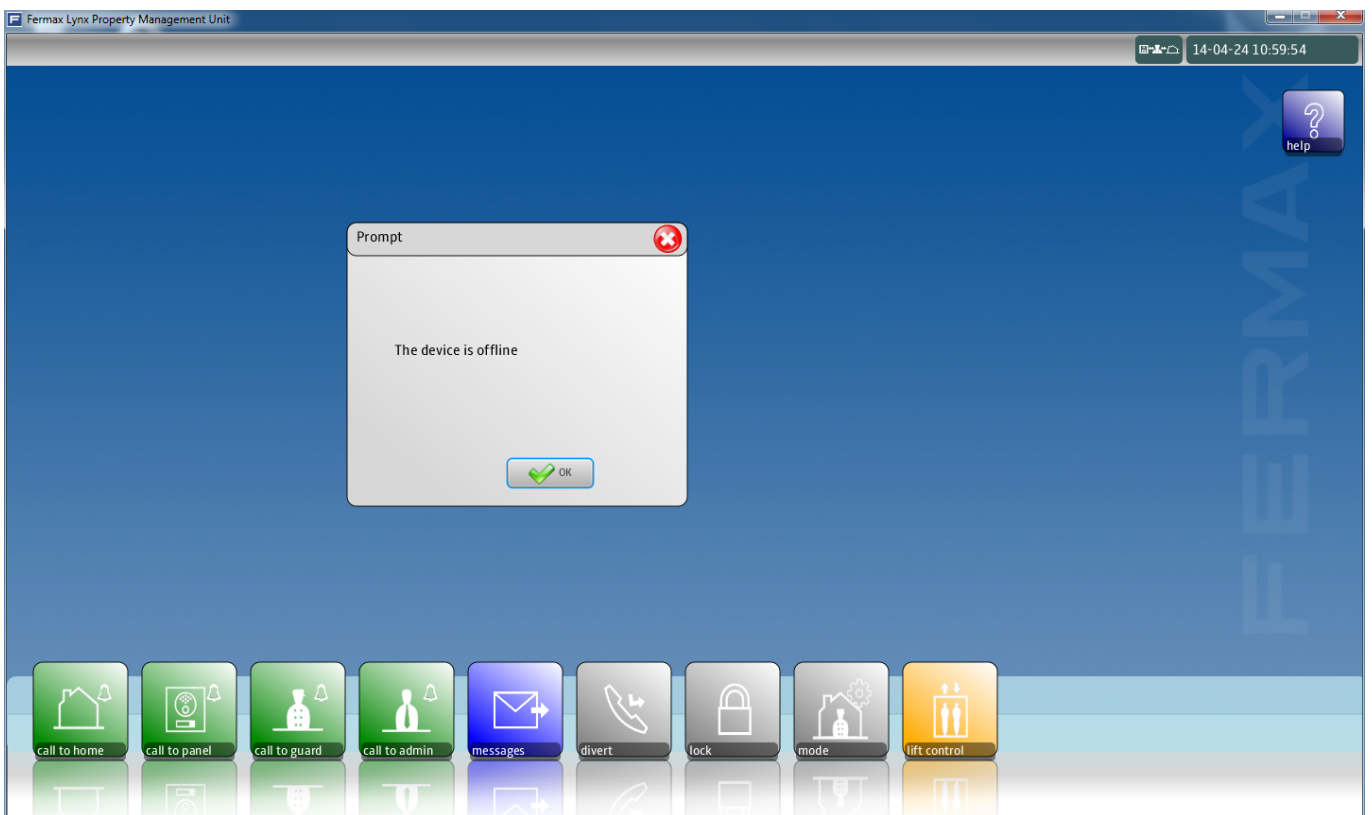 Fermax Lynx Property Management Unit
14-04-24 10:59:54
help
FERMAX
Prompt
The device is offline
OK
call to home
call to panel
call to guard
call to admin
messages
divert
lock
mode
lift control